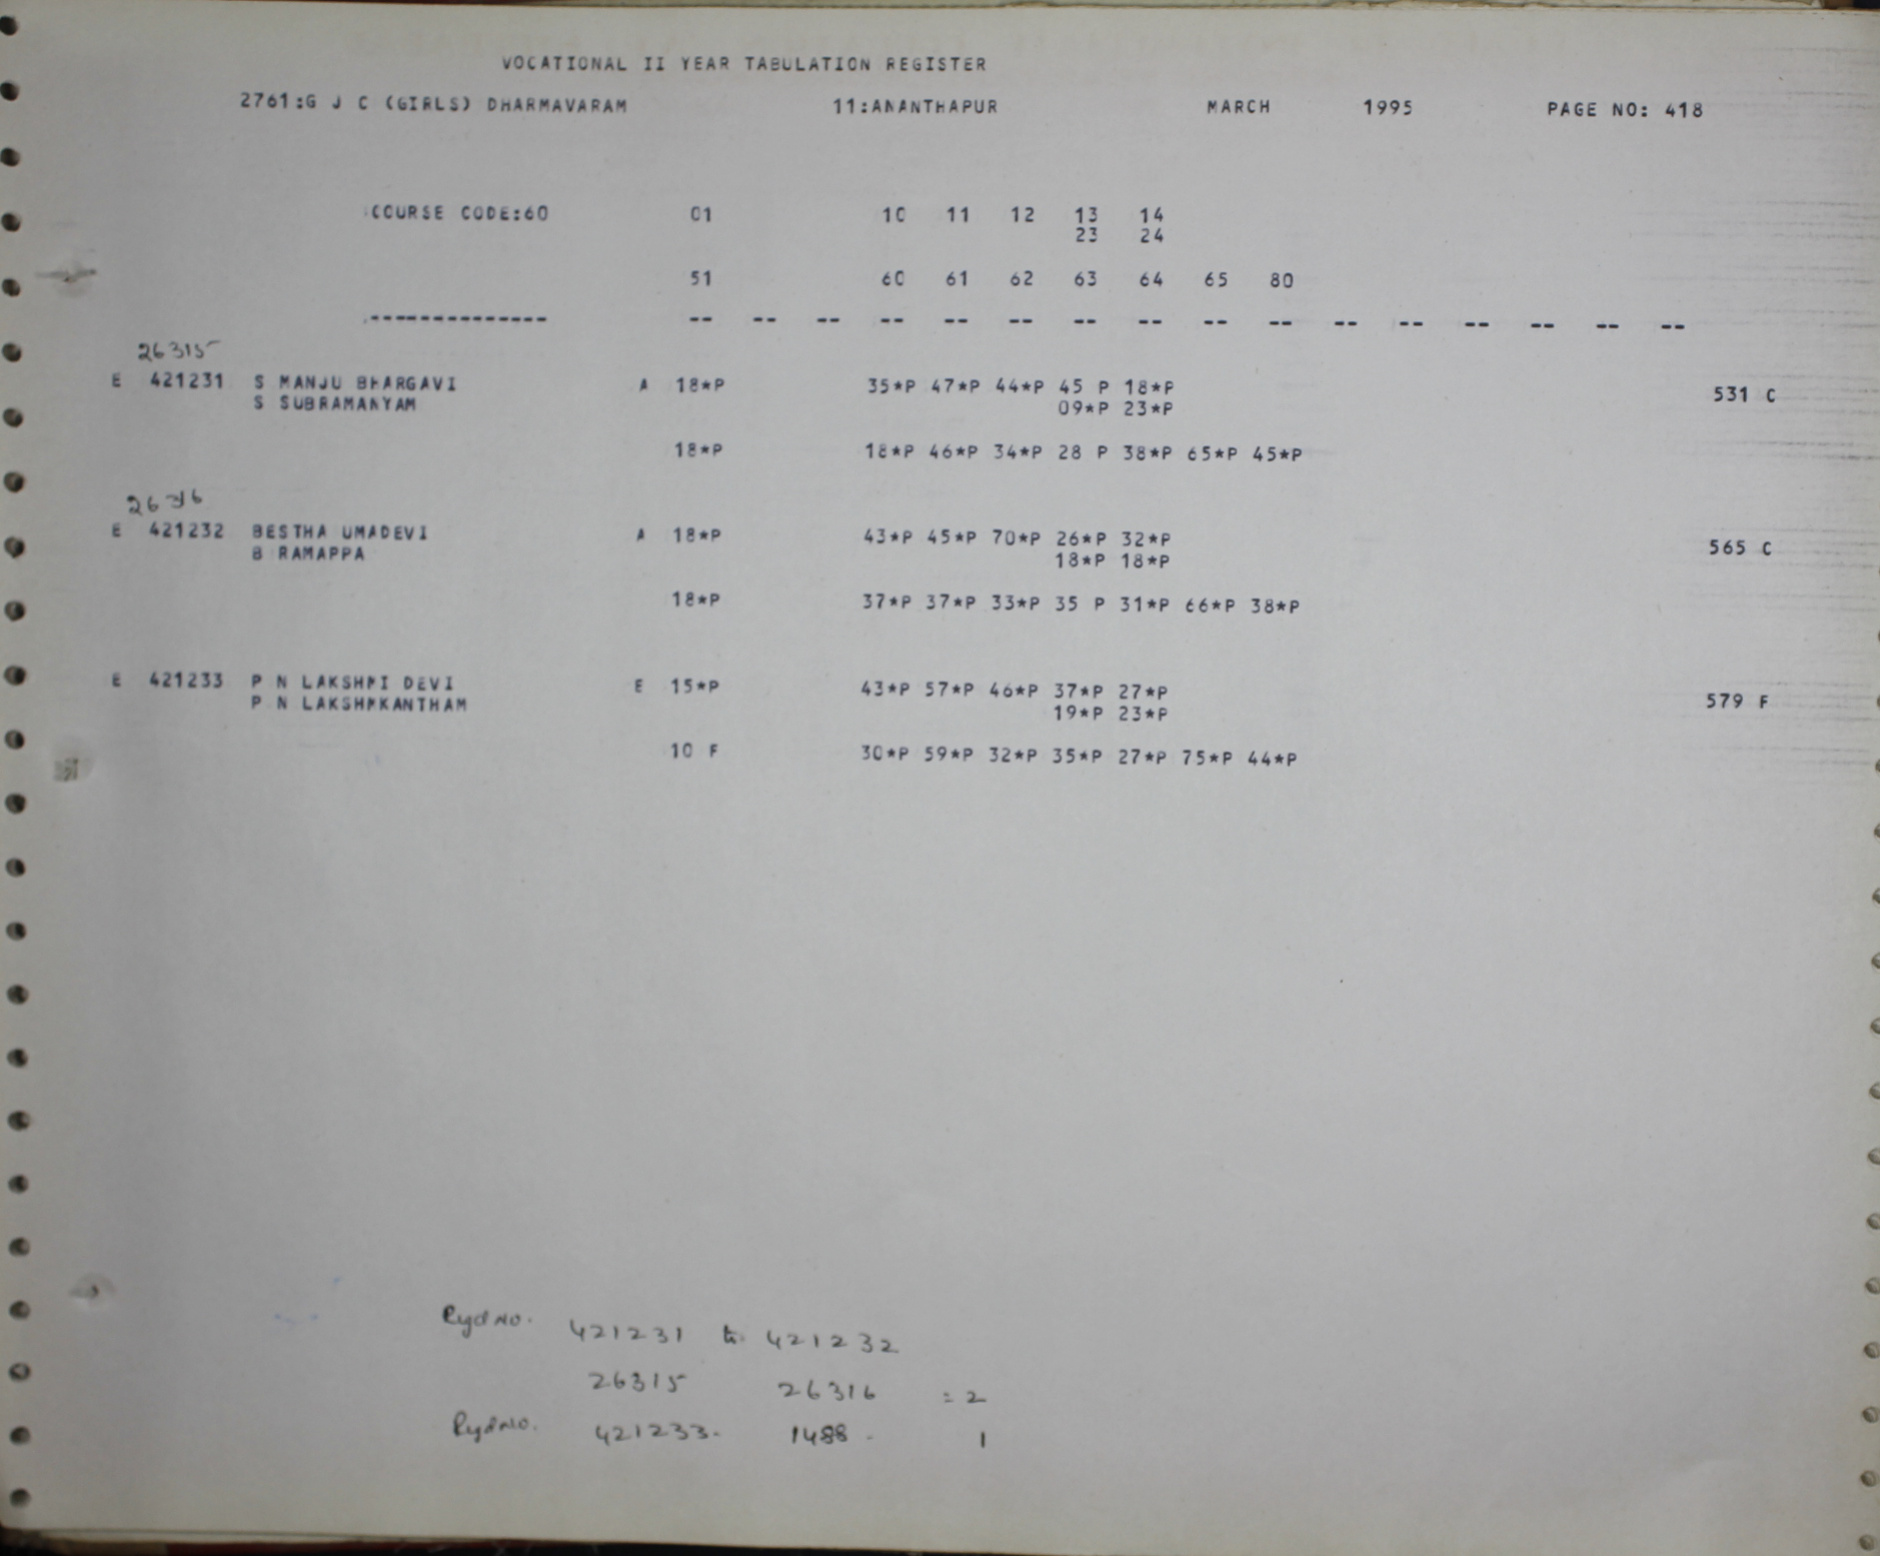 VOCATIONAL II YEAR TABULATION REGISTER
2761:G J C (GIRLS) DHARMAVARAM 11:ANANTHAPUR MARCH 1995 PAGE NO: 418
COURSE CODE:60 01 10 11 12 13 14
23 24
51 60 61 62 63 64 65 80
-------------- -- -- -- -- -- -- -- -- -- -- -- -- -- -- -- --
26315
E 421231 S MANJU BHARGAVI A 18*P 35*P 47*P 44*P 45 P 18*P 531 C
S SUBRAMANYAM 09*P 23*P
18*P 18*P 46*P 34*P 28 P 38*P 65*P 45*P
26316
E 421232 BESTHA UMADEVI A 18*P 43*P 45*P 70*P 26*P 32*P 565 C
B RAMAPPA 18*P 18*P
18*P 37*P 37*P 33*P 35 P 31*P 66*P 38*P
E 421233 P N LAKSHMI DEVI E 15*P 43*P 57*P 46*P 37*P 27*P 579 F
P N LAKSHMKANTHAM 19*P 23*P
10 F 30*P 59*P 32*P 35*P 27*P 75*P 44*P
Rgd No. 421231 to 421232
26315 26316 = 2
Rgd No. 421233. 1488 . 1